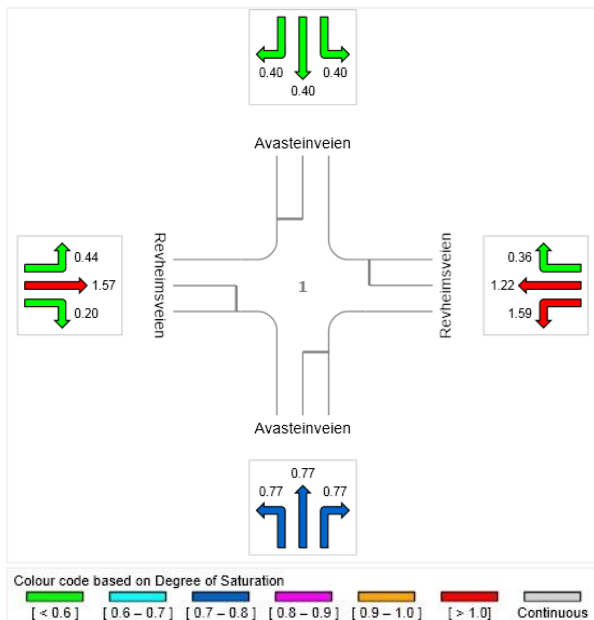 0.40 0.40
0.40
Avasteinveien
0.44
1.57
0.20
Revheimsveien
1
Revheimsveien
0.36
1.22
1.59
Avasteinveien
0.77
0.77 0.77
Colour code based on Degree of Saturation
[ < 0.6 ] [ 0.6 – 0.7 ] [ 0.7 – 0.8 ] [ 0.8 – 0.9 ] [ 0.9 – 1.0 ] [ > 1.0] Continuous